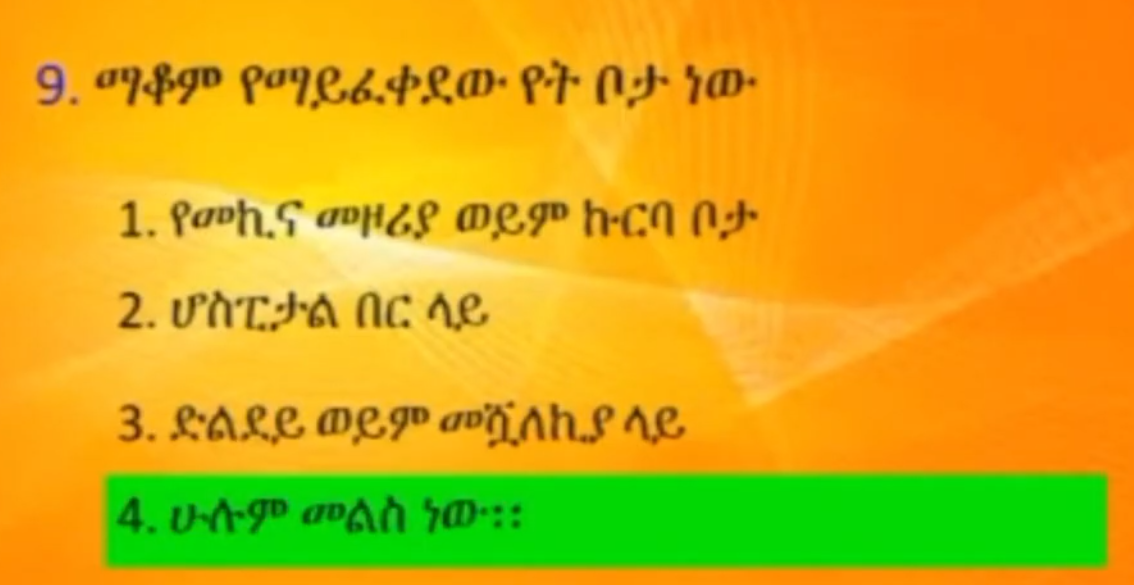 9. ማቆም የማይፈቀደው የት ቦታ ነው
1. የመኪና መዞሪያ ወይም ኩርባ ቦታ
2. ሆስፒታል በር ላይ
3. ድልደይ ወይም መሿለኪያ ላይ
4. ሁሉም መልስ ነው፡፡